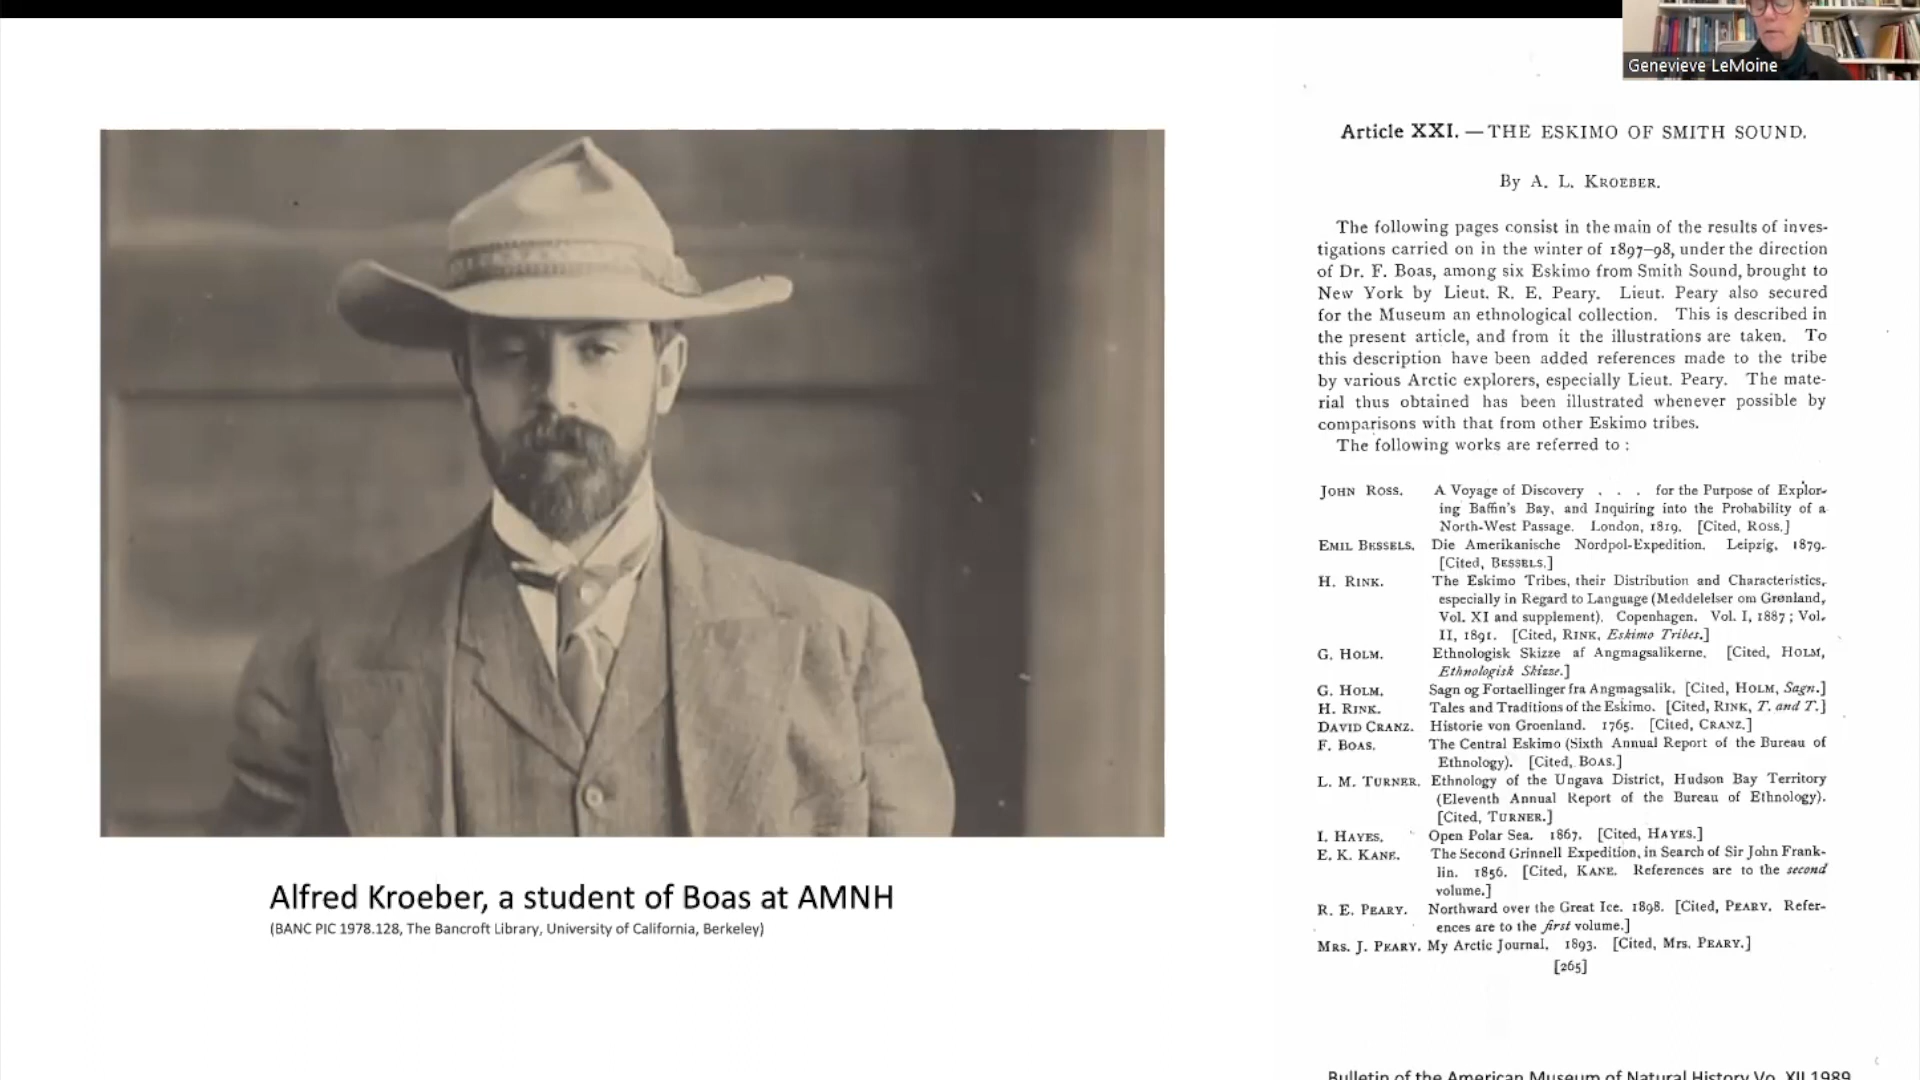 Genevieve LeMoine
Article XXI. — THE ESKIMO OF SMITH SOUND.
By A. L. KROEBER.
The following pages consist in the main of the results of inves-
tigations carried on in the winter of 1897–98, under the direction
of Dr. F. Boas, among six Eskimo from Smith Sound, brought to
New York by Lieut. R. E. Peary. Lieut. Peary also secured
for the Museum an ethnological collection. This is described in
the present article, and from it the illustrations are taken. To
this description have been added references made to the tribe
by various Arctic explorers, especially Lieut. Peary. The mate-
rial thus obtained has been illustrated whenever possible by
comparisons with that from other Eskimo tribes.
The following works are referred to :
JOHN ROSS. A Voyage of Discovery . . . for the Purpose of Explor-
ing Baffin's Bay, and Inquiring into the Probability of a
North-West Passage. London, 1819. [Cited, ROSS.]
EMIL BESSELS. Die Amerikanische Nordpol-Expedition. Leipzig, 1879.
[Cited, BESSELS.]
H. RINK. The Eskimo Tribes, their Distribution and Characteristics,
especially in Regard to Language (Meddelelser om Grønland,
Vol. XI and supplement). Copenhagen. Vol. I, 1887 ; Vol.
II, 1891. [Cited, RINK, Eskimo Tribes.]
G. HOLM. Ethnologisk Skizze af Angmagsalikerne. [Cited, HOLM,
Ethnologisk Skizze.]
G. HOLM. Sagn og Fortaellinger fra Angmagsalik. [Cited, HOLM, Sagn.]
H. RINK. Tales and Traditions of the Eskimo. [Cited, RINK, T. and T.]
DAVID CRANZ. Historie von Groenland. 1765. [Cited, CRANZ.]
F. BOAS. The Central Eskimo (Sixth Annual Report of the Bureau of
Ethnology). [Cited, BOAS.]
L. M. TURNER. Ethnology of the Ungava District, Hudson Bay Territory
(Eleventh Annual Report of the Bureau of Ethnology).
[Cited, TURNER.]
I. HAYES. Open Polar Sea. 1867. [Cited, HAYES.]
E. K. KANE. The Second Grinnell Expedition, in Search of Sir John Frank-
lin. 1856. [Cited, KANE. References are to the second
volume.]
R. E. PEARY. Northward over the Great Ice. 1898. [Cited, PEARY. Refer-
ences are to the first volume.]
MRS. J. PEARY. My Arctic Journal. 1893. [Cited, Mrs. PEARY.]
[265]
Alfred Kroeber, a student of Boas at AMNH
(BANC PIC 1978.128, The Bancroft Library, University of California, Berkeley)
Bulletin of the American Museum of Natural History Vo. XII 1989